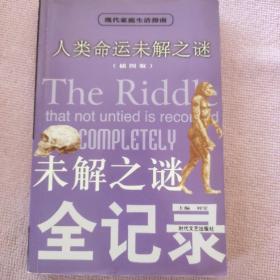 现代家庭生活指南
人类命运未解之谜
（插图版）
The Riddle
that not untied is recorded
COMPLETELY
未解之谜
主编
时代文艺出版社
全记录